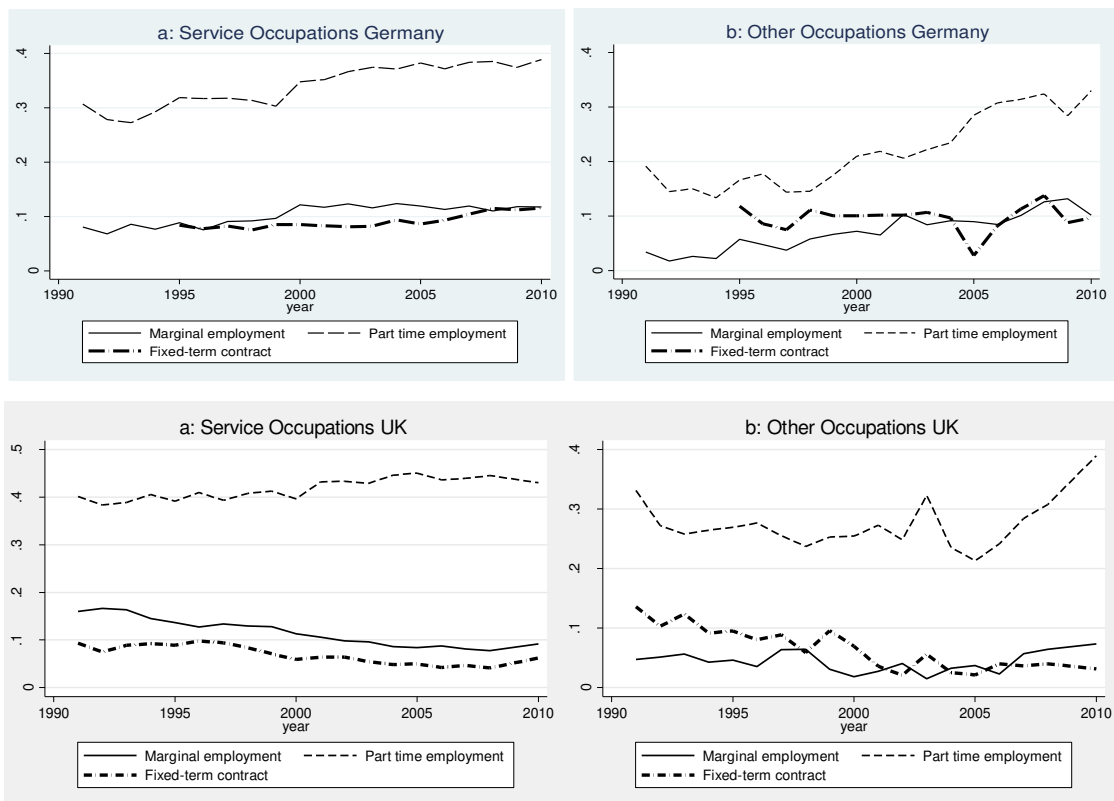 a: Service Occupations Germany
.4
.3
.2
.1
0
1990 1995 2000 2005 2010
year
Marginal employment Part time employment
Fixed-term contract
b: Other Occupations Germany
.4
.3
.2
.1
0
1990 1995 2000 2005 2010
year
Marginal employment Part time employment
Fixed-term contract
a: Service Occupations UK
.5
.4
.3
.2
.1
0
1990 1995 2000 2005 2010
year
Marginal employment Part time employment
Fixed-term contract
b: Other Occupations UK
.4
.3
.2
.1
0
1990 1995 2000 2005 2010
year
Marginal employment Part time employment
Fixed-term contract